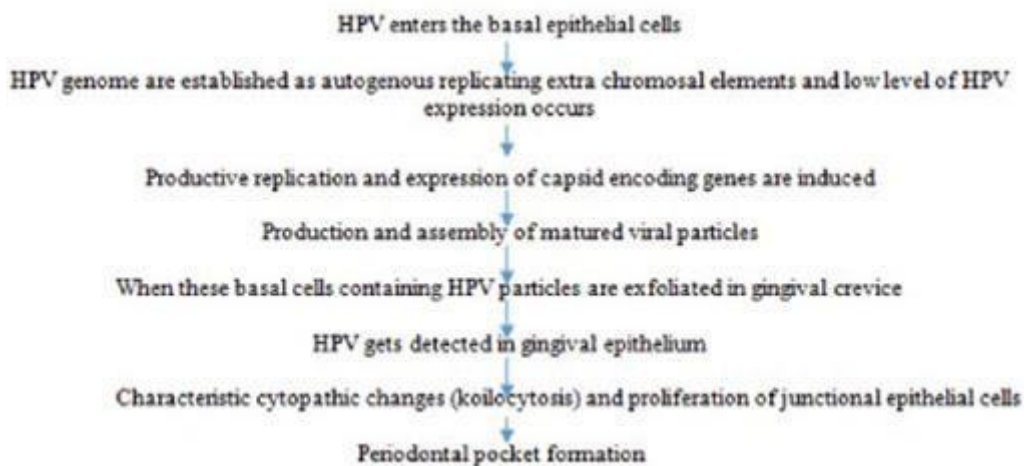 HPV enters the basal epithelial cells
HPV genome are established as autogenous replicating extra chromosal elements and low level of HPV
expression occurs
Productive replication and expression of capsid encoding genes are induced
Production and assembly of matured viral particles
When these basal cells containing HPV particles are exfoliated in gingival crevice
HPV gets detected in gingival epithelium
Characteristic cytopathic changes (koilocytosis) and proliferation of junctional epithelial cells
Periodontal pocket formation